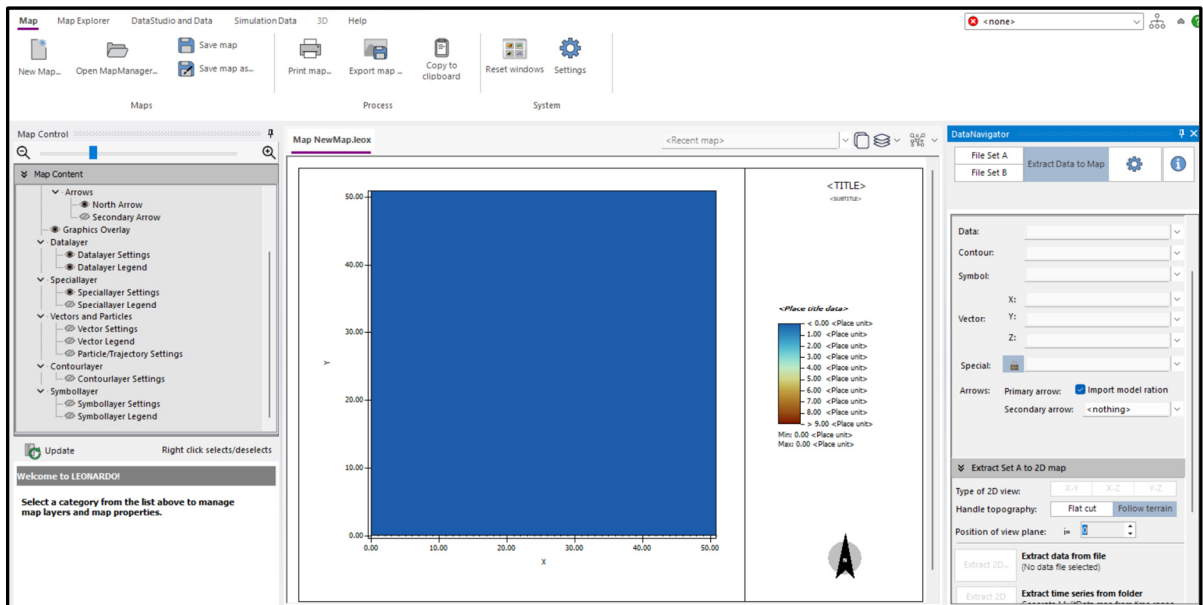 Map Map Explorer DataStudio and Data Simulation Data 3D Help
<none>
New Map... Open MapManager... Save map
Save map as...
Print map... Export map ... Copy to
clipboard
Reset windows Settings
Maps Process System
Map Control
Map Content
Arrows
North Arrow
Secondary Arrow
Graphics Overlay
Datalayer
Datalayer Settings
Datalayer Legend
Speciallayer
Speciallayer Settings
Speciallayer Legend
Vectors and Particles
Vector Settings
Vector Legend
Particle/Trajectory Settings
Contourlayer
Contourlayer Settings
Symbollayer
Symbollayer Settings
Symbollayer Legend
Update Right click selects/deselects
Welcome to LEONARDO!
Select a category from the list above to manage
map layers and map properties.
Map NewMap.leox
<Recent map>
50.00
40.00
30.00
20.00
10.00
0.00
Y
0.00 10.00 20.00 30.00 40.00 50.00
X
<TITLE>
<SUBTITLE>
<Place title data>
< 0.00 <Place unit>
1.00 <Place unit>
2.00 <Place unit>
3.00 <Place unit>
4.00 <Place unit>
5.00 <Place unit>
6.00 <Place unit>
7.00 <Place unit>
8.00 <Place unit>
> 9.00 <Place unit>
Min: 0.00 <Place unit>
Max: 0.00 <Place unit>
N
DataNavigator
File Set A
File Set B
Extract Data to Map
Data:
Contour:
Symbol:
X:
Vector: Y:
Z:
Special:
Arrows: Primary arrow: Import model ration
Secondary arrow: <nothing>
Extract Set A to 2D map
Type of 2D view: X-Y X-Z Y-Z
Handle topography: Flat cut Follow terrain
Position of view plane: i= 0
Extract 2D... Extract data from file
(No data file selected)
Extract 2D Extract time series from folder